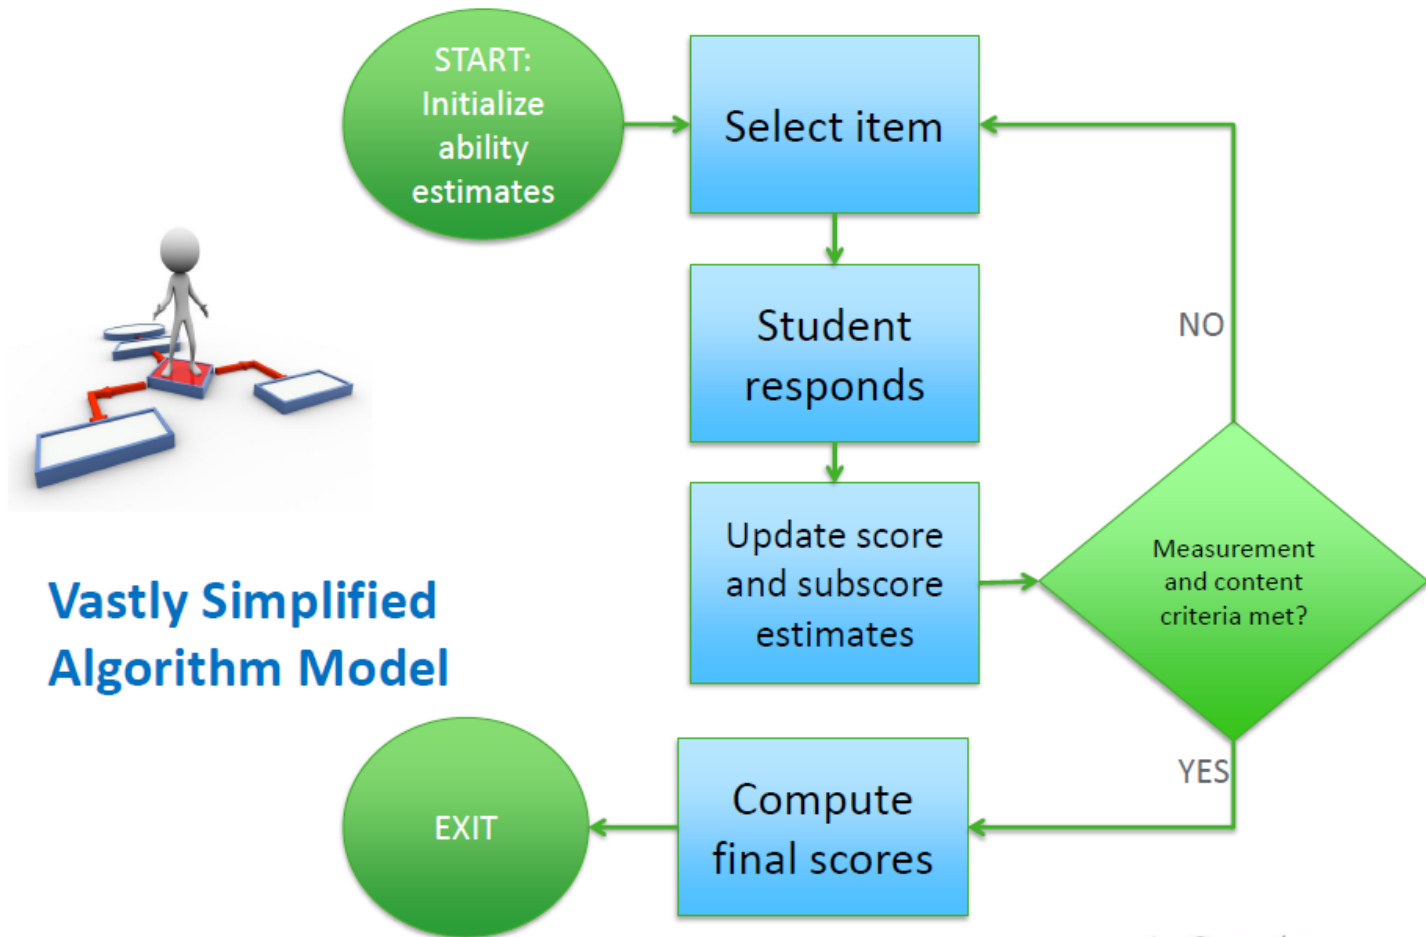 START:
Initialize
ability
estimates
Select item
Student
responds
NO
Update score
and subscore
estimates
Measurement
and content
criteria met?
Vastly Simplified
Algorithm Model
YES
Compute
final scores
EXIT